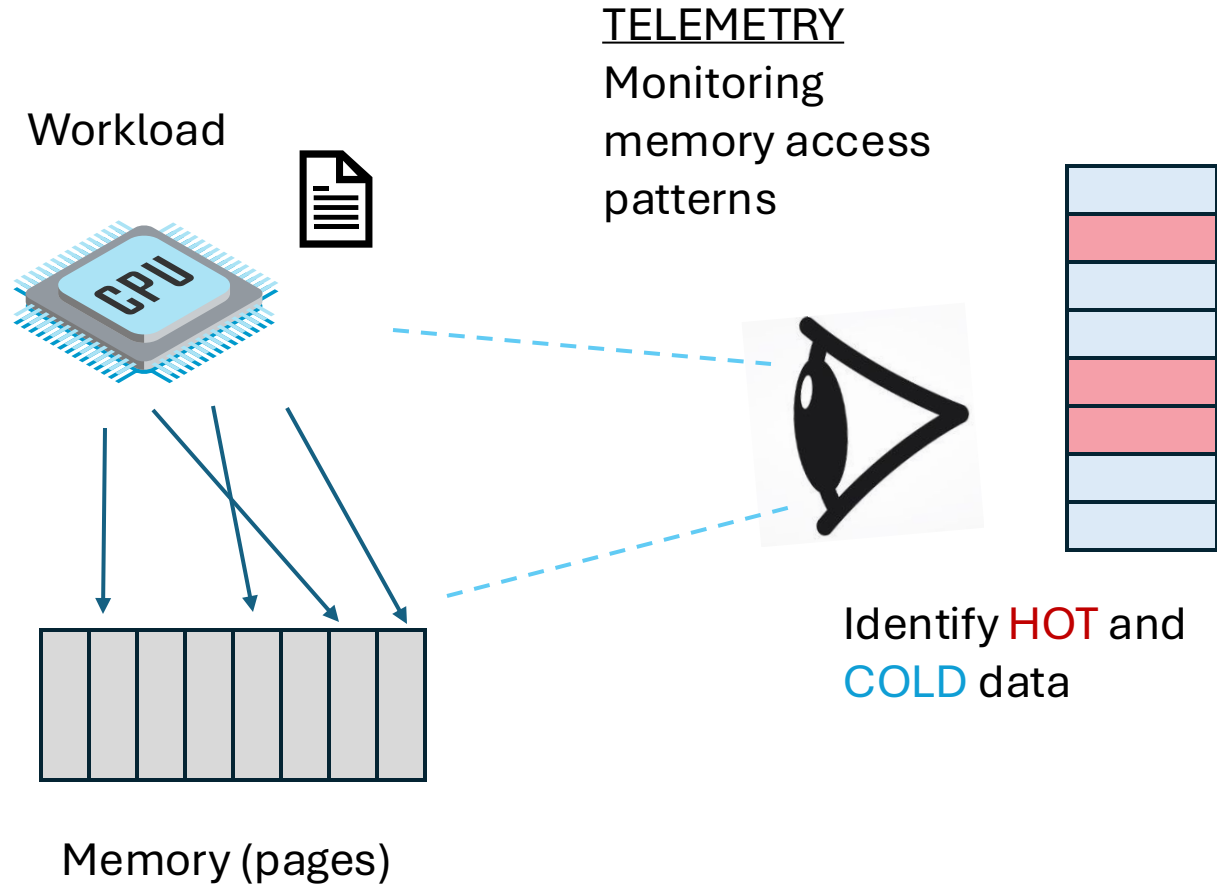 TELEMETRY
Monitoring
memory access
patterns
Workload
CPU
Identify HOT and
COLD data
Memory (pages)